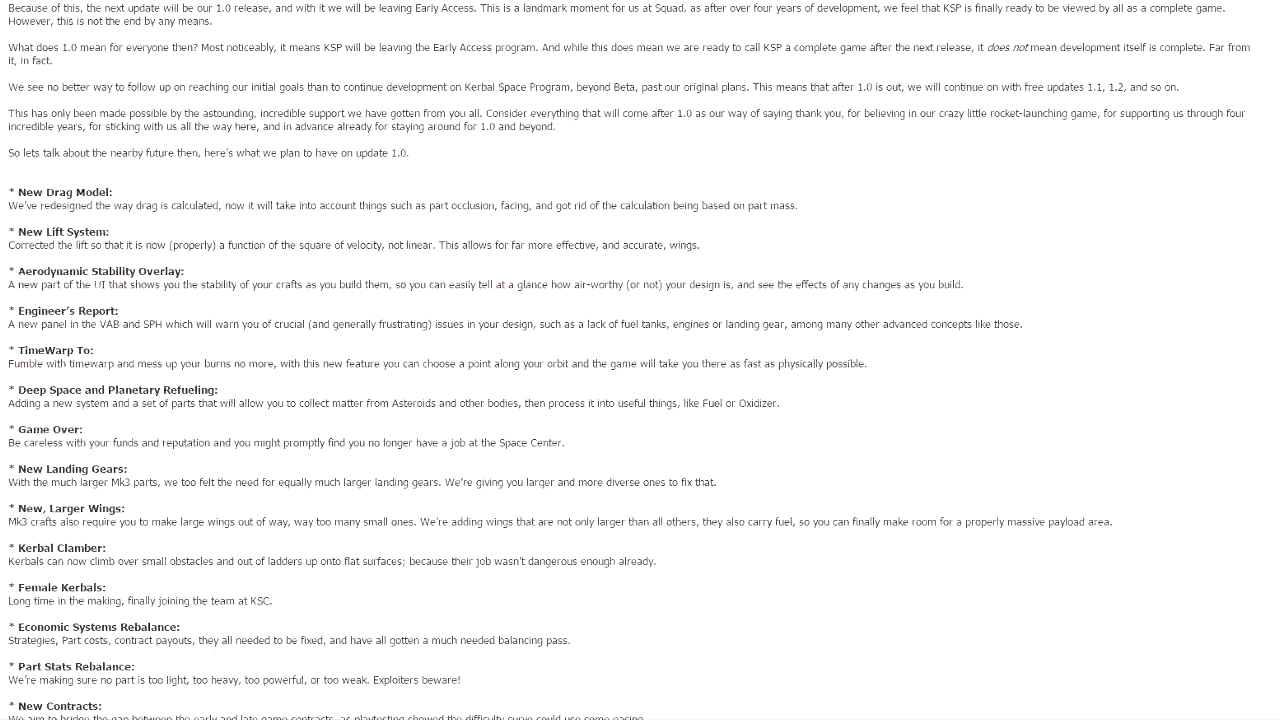 Because of this, the next update will be our 1.0 release, and with it we will be leaving Early Access. This is a landmark moment for us at Squad, as after over four years of development, we feel that KSP is finally ready to be viewed by all as a complete game.
However, this is not the end by any means.
What does 1.0 mean for everyone then? Most noticeably, it means KSP will be leaving the Early Access program. And while this does mean we are ready to call KSP a complete game after the next release, it does not mean development itself is complete. Far from
it, in fact.
We see no better way to follow up on reaching our initial goals than to continue development on Kerbal Space Program, beyond Beta, past our original plans. This means that after 1.0 is out, we will continue on with free updates 1.1, 1.2, and so on.
This has only been made possible by the astounding, incredible support we have gotten from you all. Consider everything that will come after 1.0 as our way of saying thank you, for believing in our crazy little rocket-launching game, for supporting us through four
incredible years, for sticking with us all the way here, and in advance already for staying around for 1.0 and beyond.
So lets talk about the nearby future then, here's what we plan to have on update 1.0.
* New Drag Model:
We've redesigned the way drag is calculated, now it will take into account things such as part occlusion, facing, and got rid of the calculation being based on part mass.
* New Lift System:
Corrected the lift so that it is now (properly) a function of the square of velocity, not linear. This allows for far more effective, and accurate, wings.
* Aerodynamic Stability Overlay:
A new part of the UI that shows you the stability of your crafts as you build them, so you can easily tell at a glance how air-worthy (or not) your design is, and see the effects of any changes as you build.
* Engineer's Report:
A new panel in the VAB and SPH which will warn you of crucial (and generally frustrating) issues in your design, such as a lack of fuel tanks, engines or landing gear, among many other advanced concepts like those.
* TimeWarp To:
Fumble with timewarp and mess up your burns no more, with this new feature you can choose a point along your orbit and the game will take you there as fast as physically possible.
* Deep Space and Planetary Refueling:
Adding a new system and a set of parts that will allow you to collect matter from Asteroids and other bodies, then process it into useful things, like Fuel or Oxidizer.
* Game Over:
Be careless with your funds and reputation and you might promptly find you no longer have a job at the Space Center.
* New Landing Gears:
With the much larger Mk3 parts, we too felt the need for equally much larger landing gears. We're giving you larger and more diverse ones to fix that.
* New, Larger Wings:
Mk3 crafts also require you to make large wings out of way, way too many small ones. We're adding wings that are not only larger than all others, they also carry fuel, so you can finally make room for a properly massive payload area.
* Kerbal Clamber:
Kerbals can now climb over small obstacles and out of ladders up onto flat surfaces; because their job wasn't dangerous enough already.
* Female Kerbals:
Long time in the making, finally joining the team at KSC.
* Economic Systems Rebalance:
Strategies, Part costs, contract payouts, they all needed to be fixed, and have all gotten a much needed balancing pass.
* Part Stats Rebalance:
We're making sure no part is too light, too heavy, too powerful, or too weak. Exploiters beware!
* New Contracts:
We aim to bridge the gap between the early and late game contracts, as playtesting showed the difficulty curve could use some easing.